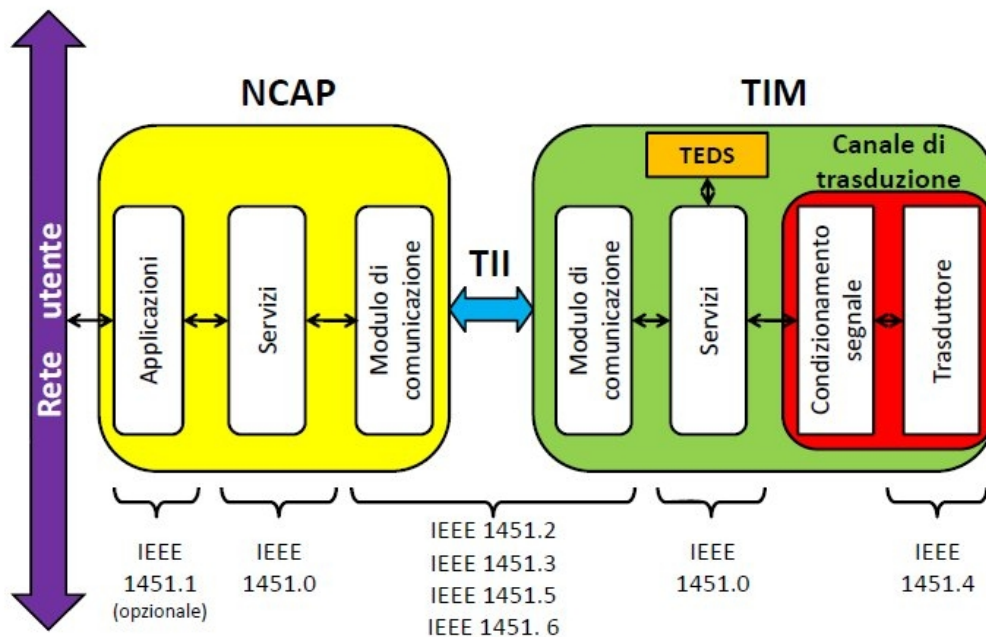 NCAP
TIM
TEDS
Canale di
trasduzione
Rete utente
Applicazioni
Servizi
Modulo di
comunicazione
TII
Modulo di
comunicazione
Servizi
Condizionamento
segnale
Trasduttore
IEEE
1451.1
(opzionale)
IEEE
1451.0
IEEE 1451.2
IEEE 1451.3
IEEE 1451.5
IEEE 1451. 6
IEEE
1451.0
IEEE
1451.4